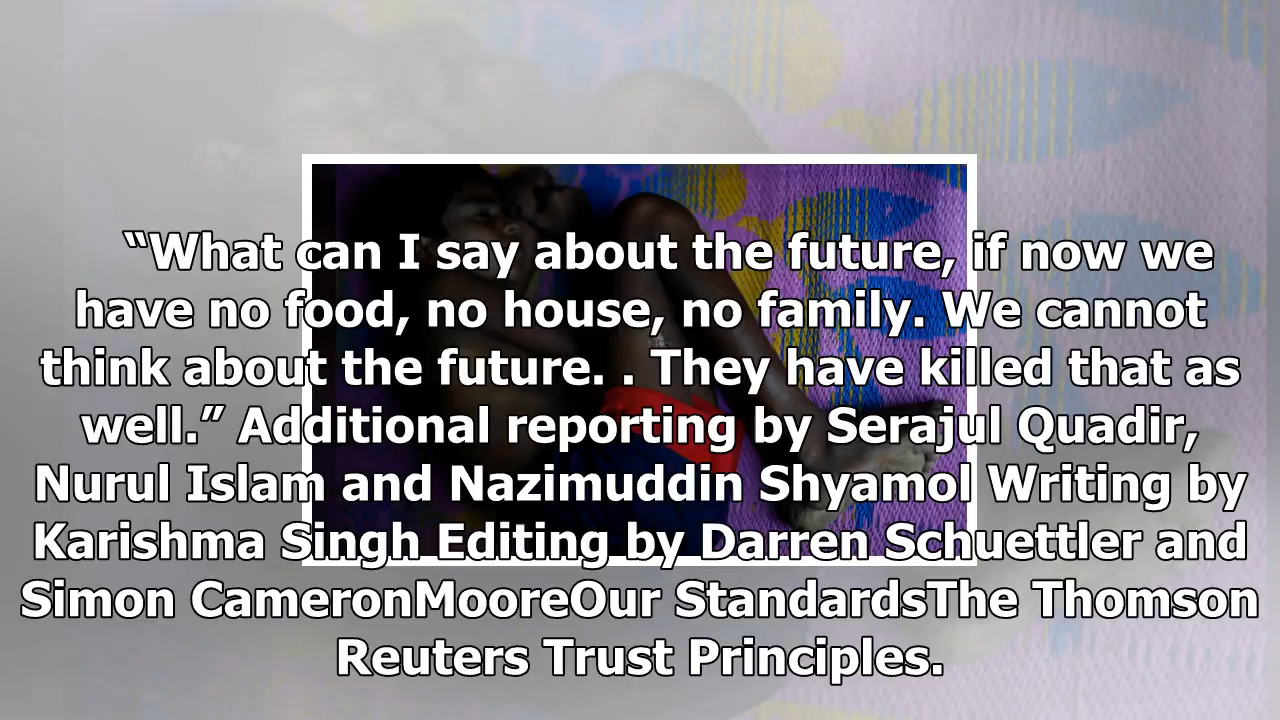 “What can I say about the future, if now we
have no food, no house, no family. We cannot
think about the future. . They have killed that as
well.” Additional reporting by Serajul Quadir,
Nurul Islam and Nazimuddin Shyamol Writing by
Karishma Singh Editing by Darren Schuettler and
Simon CameronMooreOur StandardsThe Thomson
Reuters Trust Principles.